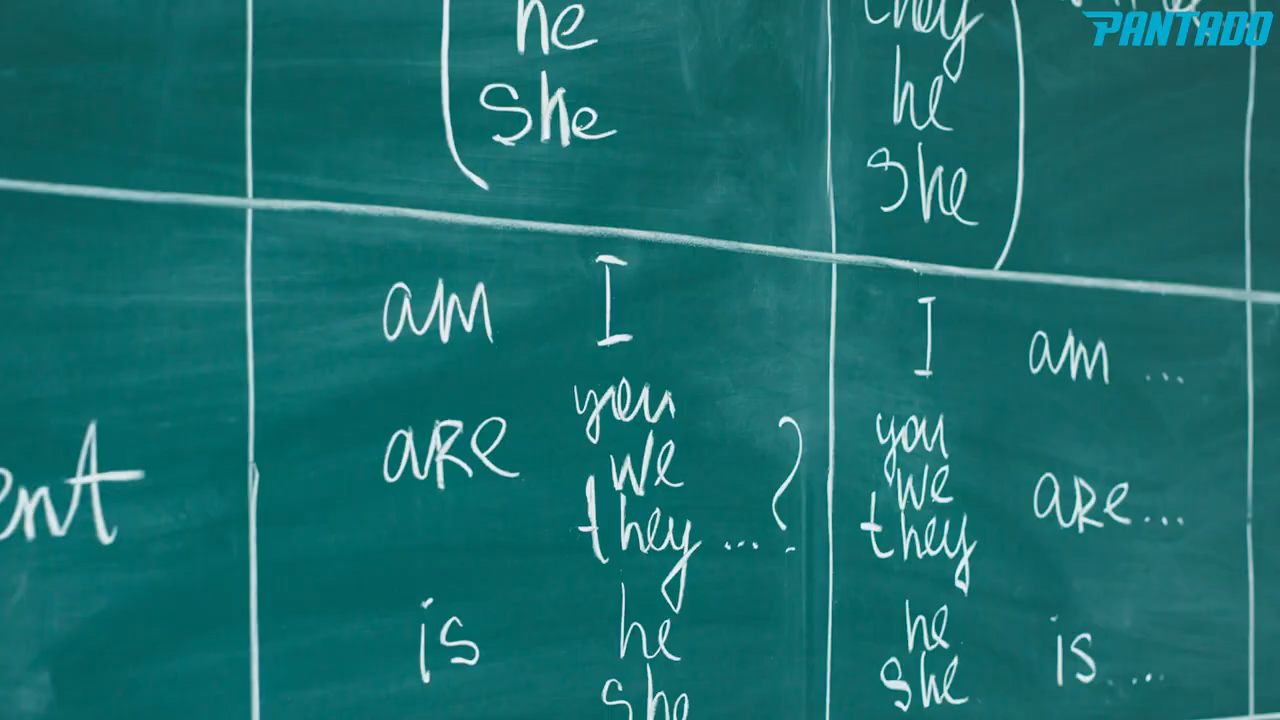 PANTADO
he
she
they
he
she
am I
you
are we
they ... ?
is he
she
I am ...
you
we are ...
they
he
she is ...